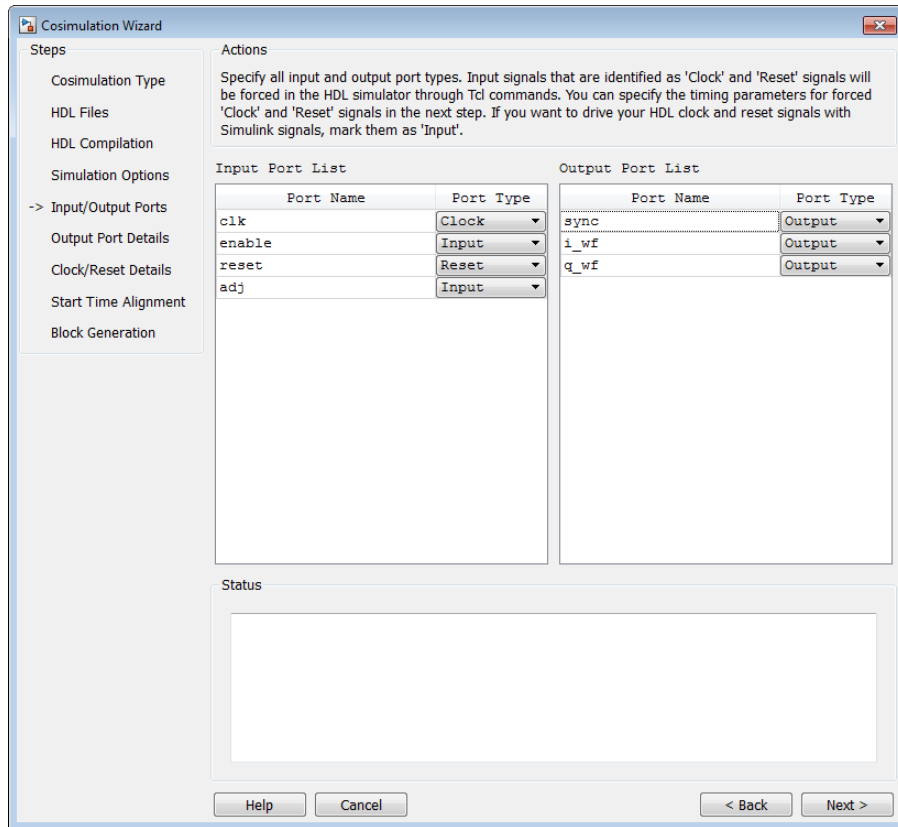 Cosimulation Wizard
Steps
Cosimulation Type
HDL Files
HDL Compilation
Simulation Options
-> Input/Output Ports
Output Port Details
Clock/Reset Details
Start Time Alignment
Block Generation
Actions
Specify all input and output port types. Input signals that are identified as 'Clock' and 'Reset' signals will
be forced in the HDL simulator through Tcl commands. You can specify the timing parameters for forced
'Clock' and 'Reset' signals in the next step. If you want to drive your HDL clock and reset signals with
Simulink signals, mark them as 'Input'.
Input Port List
Port Name Port Type
clk Clock
enable Input
reset Reset
adj Input
Output Port List
Port Name Port Type
sync Output
i_wf Output
q_wf Output
Status
Help Cancel < Back Next >